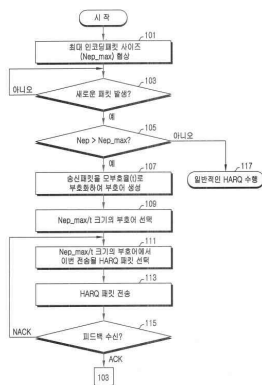 시 작
101
최대 인코딩패킷 사이즈
(Nep_max) 협상
103
새로운 패킷 발생?
아니오
예
105
Nep > Nep_max?
아니오
예
107
117
송신패킷을 모부호율(t)로
부호화하여 부호어 생성
일반적인 HARQ 수행
109
Nep_max/t 크기의 부호어 선택
111
Nep_max/t 크기의 부호어에서
이번 전송될 HARQ 패킷 선택
113
HARQ 패킷 전송
NACK
115
피드백 수신?
ACK
103